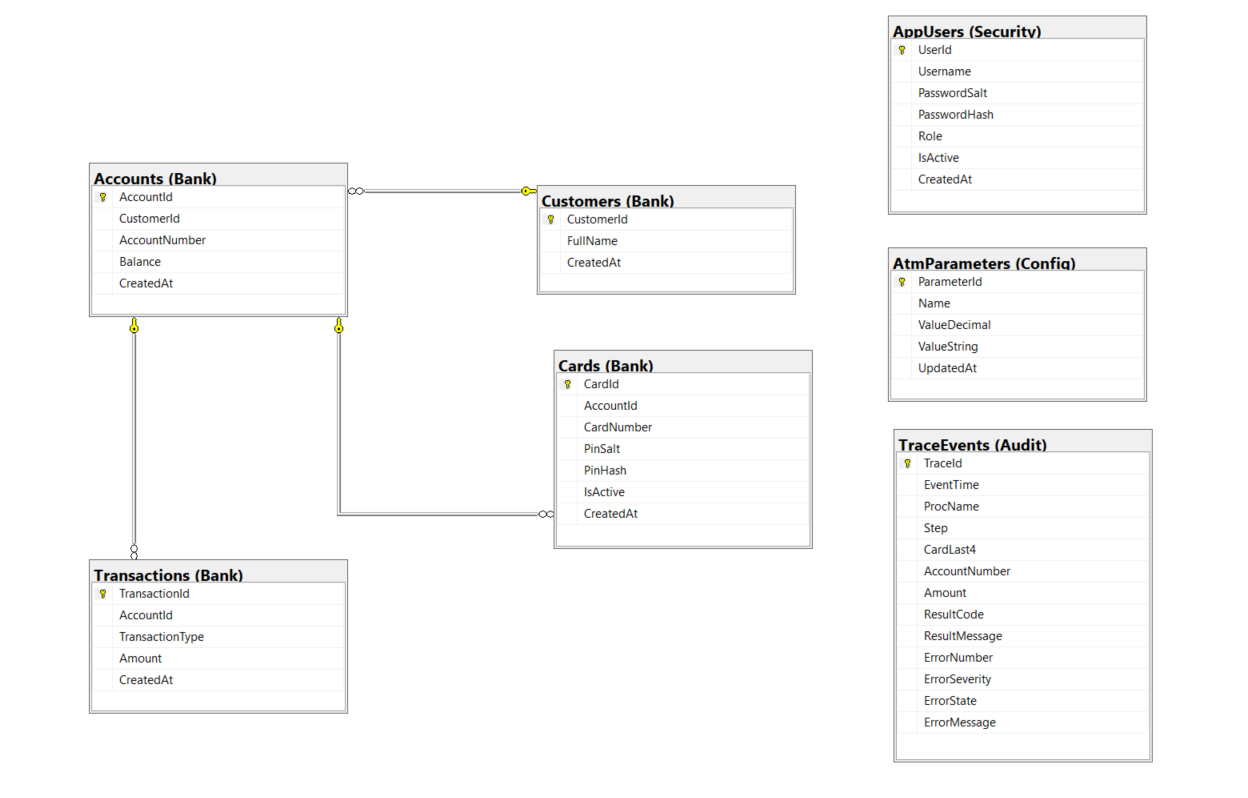 Accounts (Bank)
AccountId
CustomerId
AccountNumber
Balance
CreatedAt
Customers (Bank)
CustomerId
FullName
CreatedAt
Cards (Bank)
CardId
AccountId
CardNumber
PinSalt
PinHash
IsActive
CreatedAt
Transactions (Bank)
TransactionId
AccountId
TransactionType
Amount
CreatedAt
AppUsers (Security)
UserId
Username
PasswordSalt
PasswordHash
Role
IsActive
CreatedAt
AtmParameters (Config)
ParameterId
Name
ValueDecimal
ValueString
UpdatedAt
TraceEvents (Audit)
TraceId
EventTime
ProcName
Step
CardLast4
AccountNumber
Amount
ResultCode
ResultMessage
ErrorNumber
ErrorSeverity
ErrorState
ErrorMessage